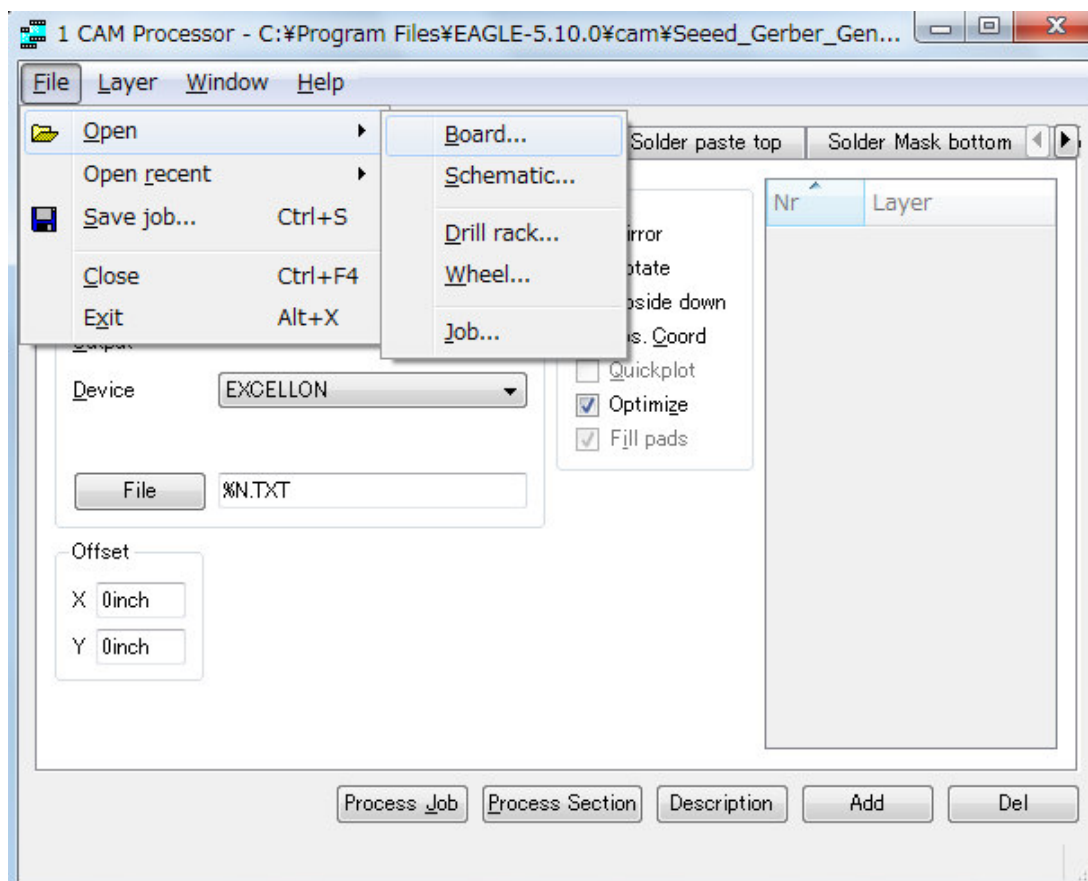 1 CAM Processor - C:¥Program Files¥EAGLE-5.10.0¥cam¥Seeed_Gerber_Gen...
File Layer Window Help
Open
Open recent
Save job... Ctrl+S
Close Ctrl+F4
Exit Alt+X
Board...
Schematic...
Drill rack...
Wheel...
Job...
Solder paste top
Solder Mask bottom
Nr Layer
Coord
Quickplot
Optimize
Fill pads
Device EXCELLON
File %N.TXT
Offset
X 0inch
Y 0inch
Process Job Process Section Description Add Del